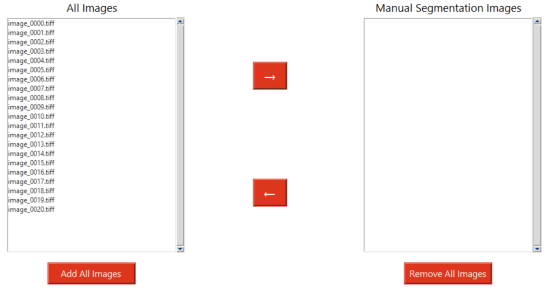 All Images
Manual Segmentation Images
image_0000.tiff
image_0001.tiff
image_0002.tiff
image_0003.tiff
image_0004.tiff
image_0005.tiff
image_0006.tiff
image_0007.tiff
image_0008.tiff
image_0009.tiff
image_0010.tiff
image_0011.tiff
image_0012.tiff
image_0013.tiff
image_0014.tiff
image_0015.tiff
image_0016.tiff
image_0017.tiff
image_0018.tiff
image_0019.tiff
image_0020.tiff
→
←
Add All Images
Remove All Images